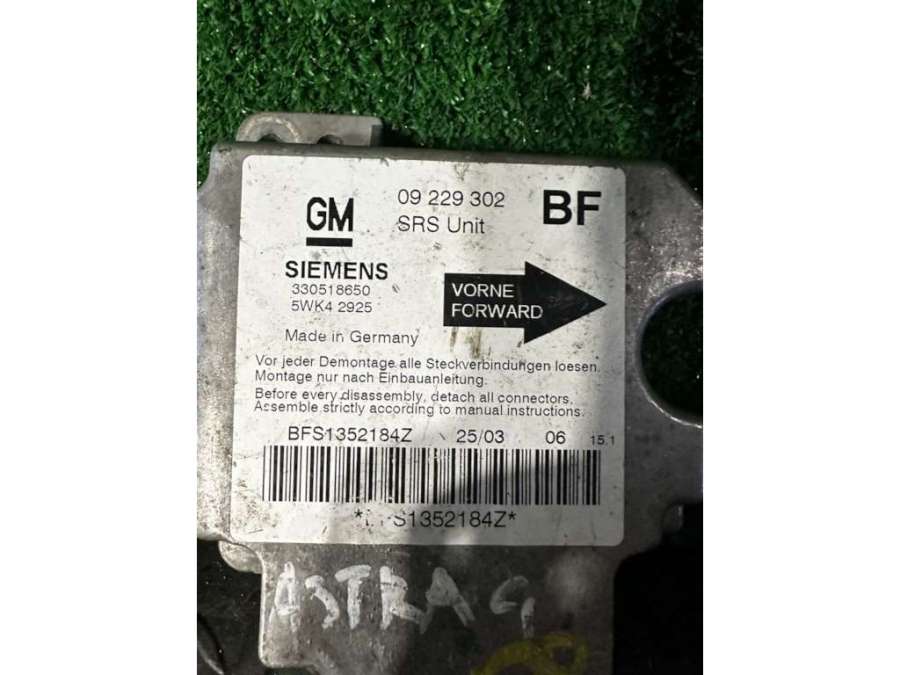 GM
09 229 302
SRS Unit
BF
SIEMENS
330518650
5WK4 2925
VORNE
FORWARD
Made in Germany
Vor jeder Demontage alle Steckverbindungen loesen.
Montage nur nach Einbauanleitung.
Before every disassembly, detach all connectors.
Assemble strictly according to manual instructions.
BFS1352184Z 25/03 06 15.1
ASTRA G